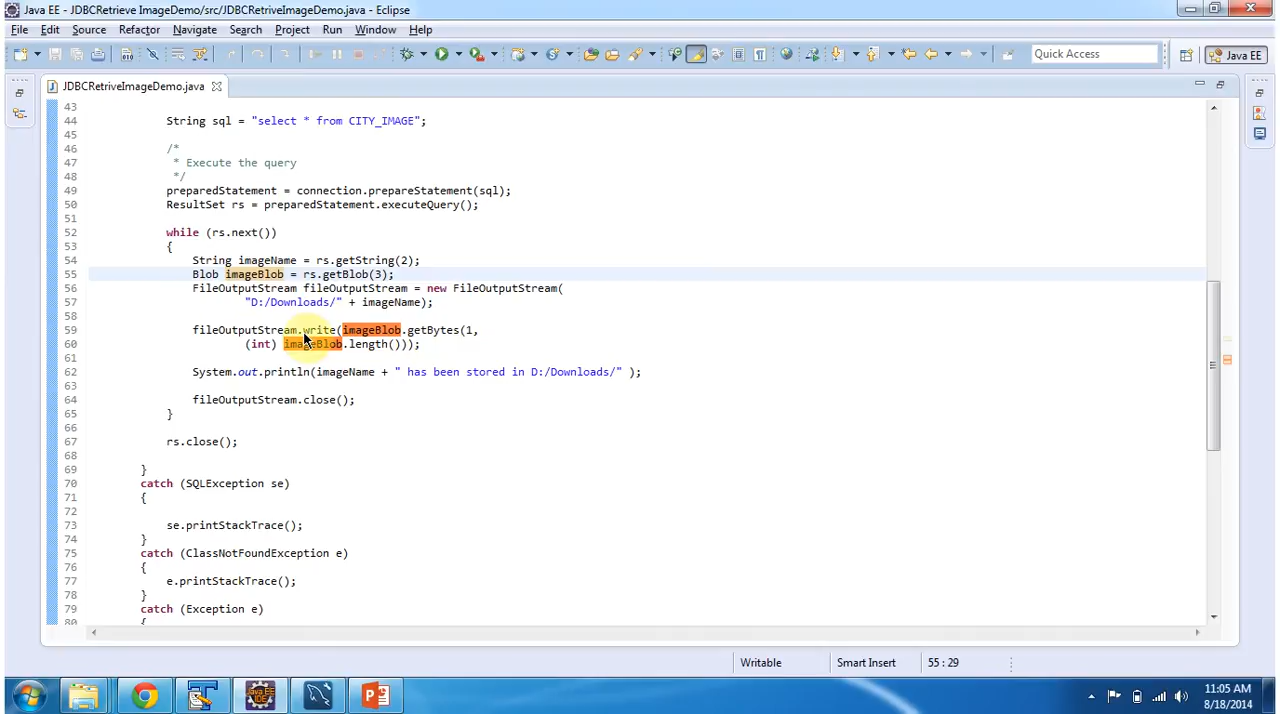 Java EE - JDBCRetrieve ImageDemo/src/JDBCRetriveImageDemo.java - Eclipse
File Edit Source Refactor Navigate Search Project Run Window Help
Quick Access
Java EE
JDBCRetriveImageDemo.java
43
44 String sql = "select * from CITY_IMAGE";
45
46 /*
47 * Execute the query
48 */
49 preparedStatement = connection.prepareStatement(sql);
50 ResultSet rs = preparedStatement.executeQuery();
51
52 while (rs.next())
53 {
54 String imageName = rs.getString(2);
55 Blob imageBlob = rs.getBlob(3);
56 FileOutputStream fileOutputStream = new FileOutputStream(
57 "D:/Downloads/" + imageName);
58
59 fileOutputStream.write(imageBlob.getBytes(1,
60 (int) imageBlob.length()));
61
62 System.out.println(imageName + " has been stored in D:/Downloads/" );
63
64 fileOutputStream.close();
65 }
66
67 rs.close();
68
69 }
70 catch (SQLException se)
71 {
72
73 se.printStackTrace();
74 }
75 catch (ClassNotFoundException e)
76 {
77 e.printStackTrace();
78 }
79 catch (Exception e)
80 {
Writable Smart Insert 55 : 29
Java EE IDE
11:05 AM
8/18/2014